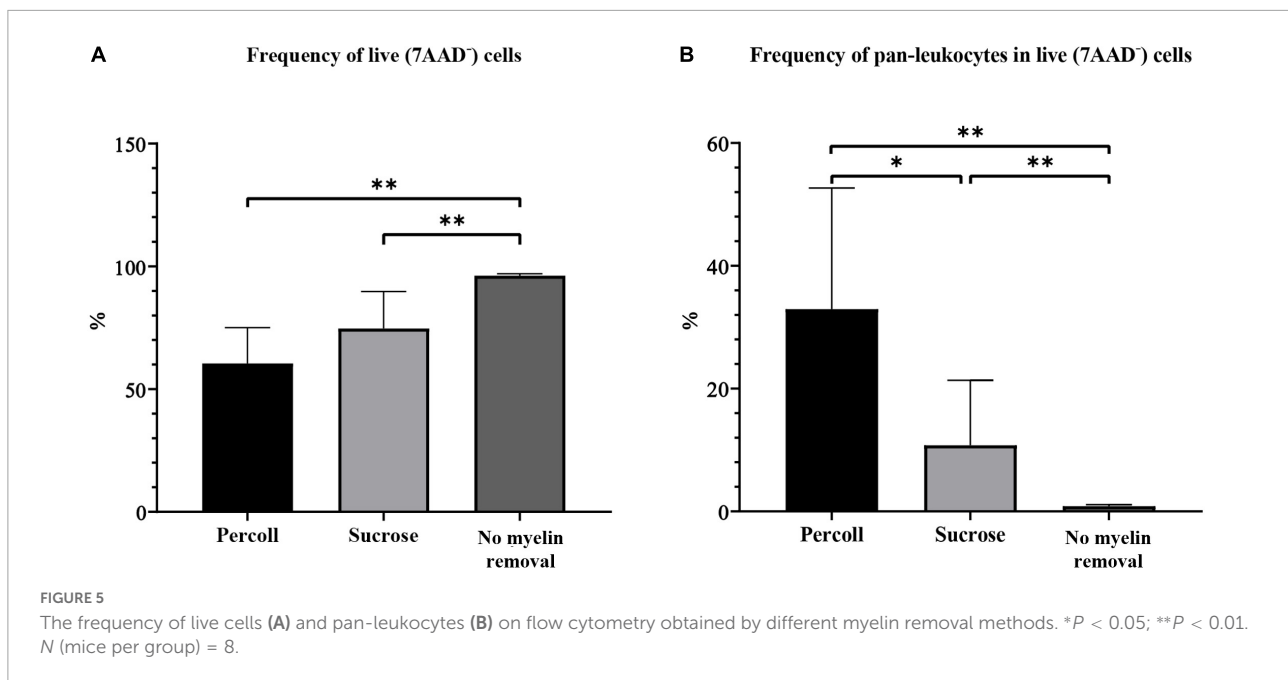 A
Frequency of live (7AAD⁻) cells
150
100
50
0
%
**
**
Percoll
Sucrose
No myelin
removal
B
Frequency of pan-leukocytes in live (7AAD⁻) cells
60
40
20
0
%
**
*
**
Percoll
Sucrose
No myelin
removal
FIGURE 5
The frequency of live cells (A) and pan-leukocytes (B) on flow cytometry obtained by different myelin removal methods. *P < 0.05; **P < 0.01.
N (mice per group) = 8.